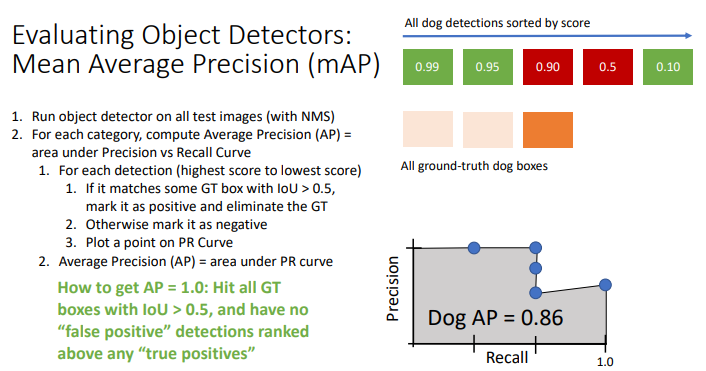 Evaluating Object Detectors:
Mean Average Precision (mAP)
1. Run object detector on all test images (with NMS)
2. For each category, compute Average Precision (AP) =
area under Precision vs Recall Curve
1. For each detection (highest score to lowest score)
1. If it matches some GT box with IoU > 0.5,
mark it as positive and eliminate the GT
2. Otherwise mark it as negative
3. Plot a point on PR Curve
2. Average Precision (AP) = area under PR curve
How to get AP = 1.0: Hit all GT
boxes with IoU > 0.5, and have no
“false positive” detections ranked
above any “true positives”
All dog detections sorted by score
0.99 0.95 0.90 0.5 0.10
All ground-truth dog boxes
Precision
Dog AP = 0.86
Recall
1.0